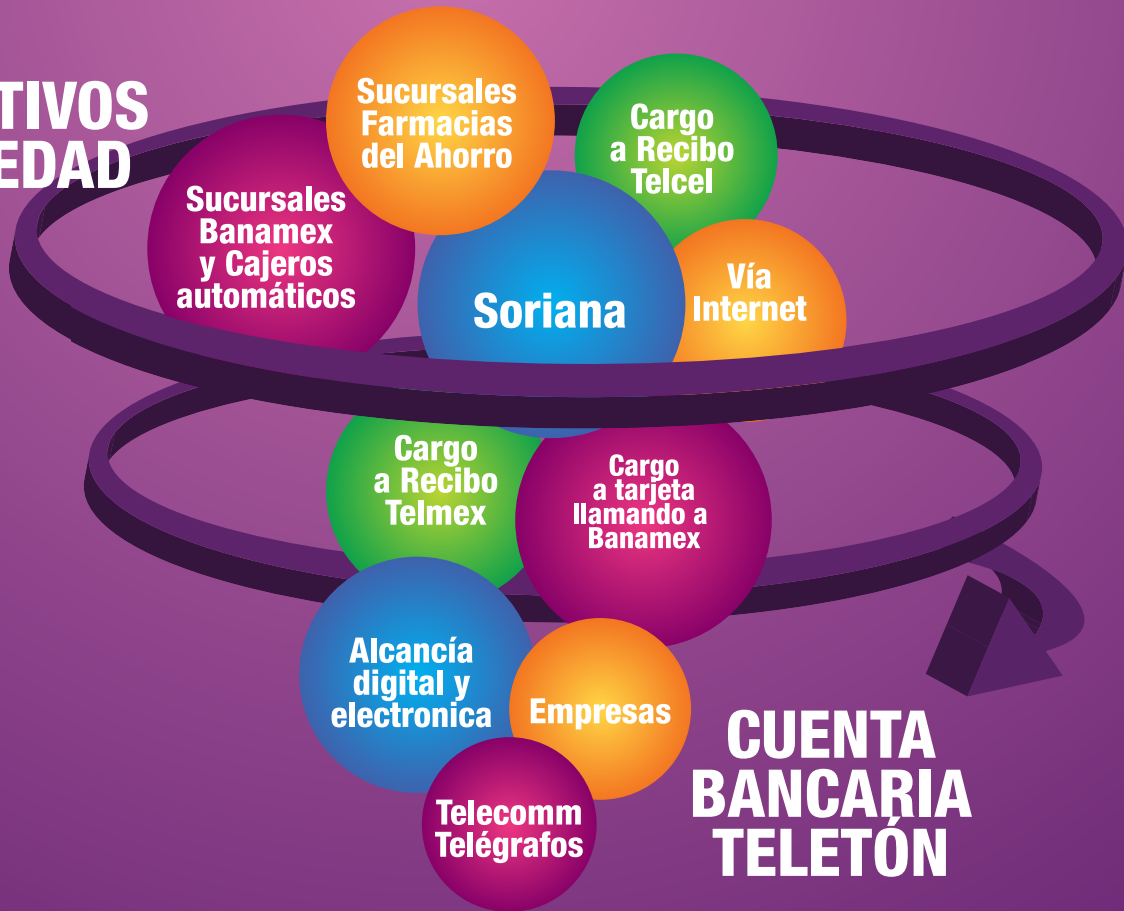 TIVOS
EDAD
Sucursales
Farmacias
del Ahorro
Cargo
a Recibo
Telcel
Sucursales
Banamex
y Cajeros
automáticos
Soriana
Vía
Internet
Cargo
a Recibo
Telmex
Cargo
a tarjeta
llamando a
Banamex
Alcancía
digital y
electronica
Empresas
Telecomm
Telégrafos
CUENTA
BANCARIA
TELETÓN